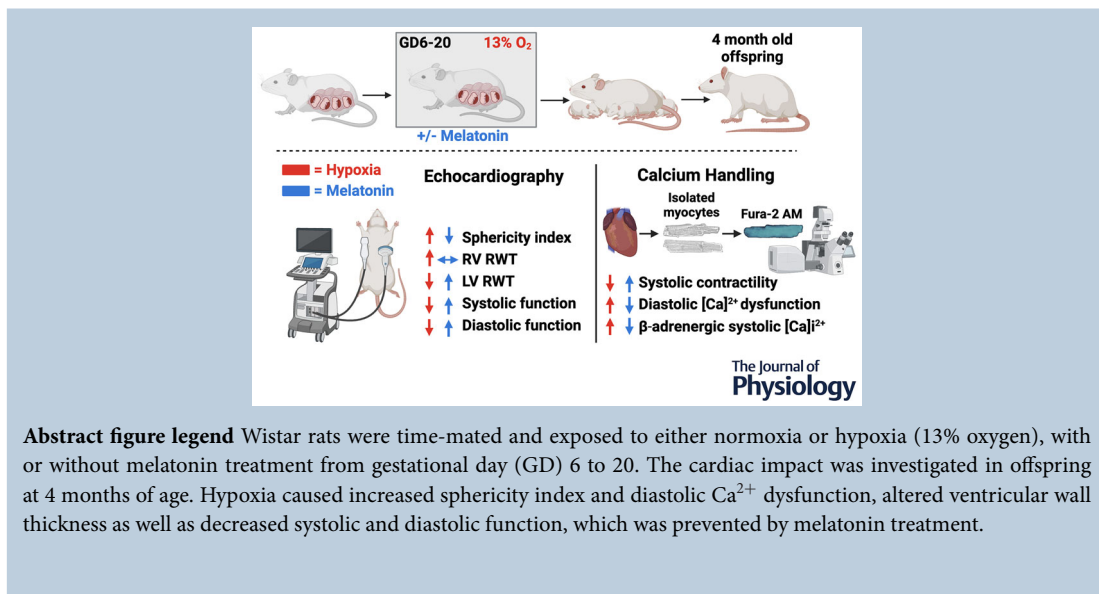 GD6-20 13% O₂
4 month old
offspring
+/- Melatonin
= Hypoxia
= Melatonin
Echocardiography
Sphericity index
RV RWT
LV RWT
Systolic function
Diastolic function
Calcium Handling
Isolated
myocytes
Fura-2 AM
Systolic contractility
Diastolic [Ca]²⁺ dysfunction
β-adrenergic systolic [Ca]i²⁺
The Journal of
Physiology
Abstract figure legend Wistar rats were time-mated and exposed to either normoxia or hypoxia (13% oxygen), with
or without melatonin treatment from gestational day (GD) 6 to 20. The cardiac impact was investigated in offspring
at 4 months of age. Hypoxia caused increased sphericity index and diastolic Ca²⁺ dysfunction, altered ventricular wall
thickness as well as decreased systolic and diastolic function, which was prevented by melatonin treatment.